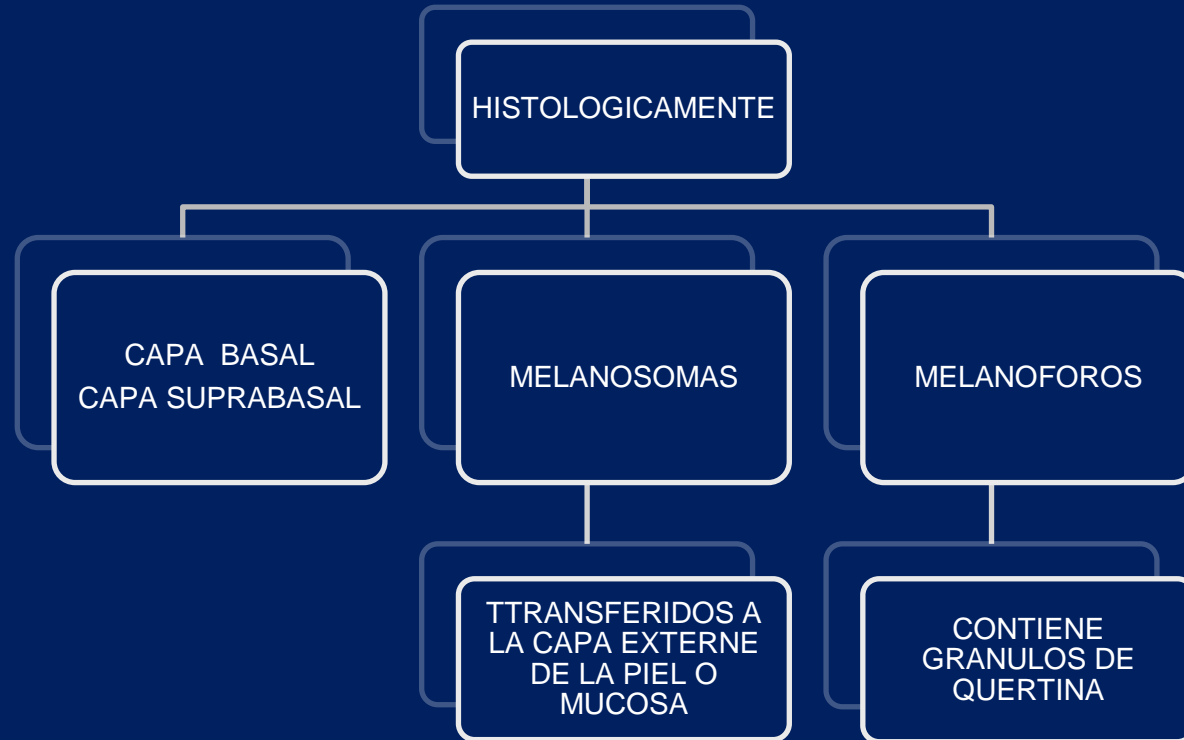 HISTOLOGICAMENTE
CAPA BASAL
CAPA SUPRABASAL
MELANOSOMAS
MELANOFOROS
TTRANSFERIDOS A
LA CAPA EXTERNE
DE LA PIEL O
MUCOSA
CONTIENE
GRANULOS DE
QUERTINA